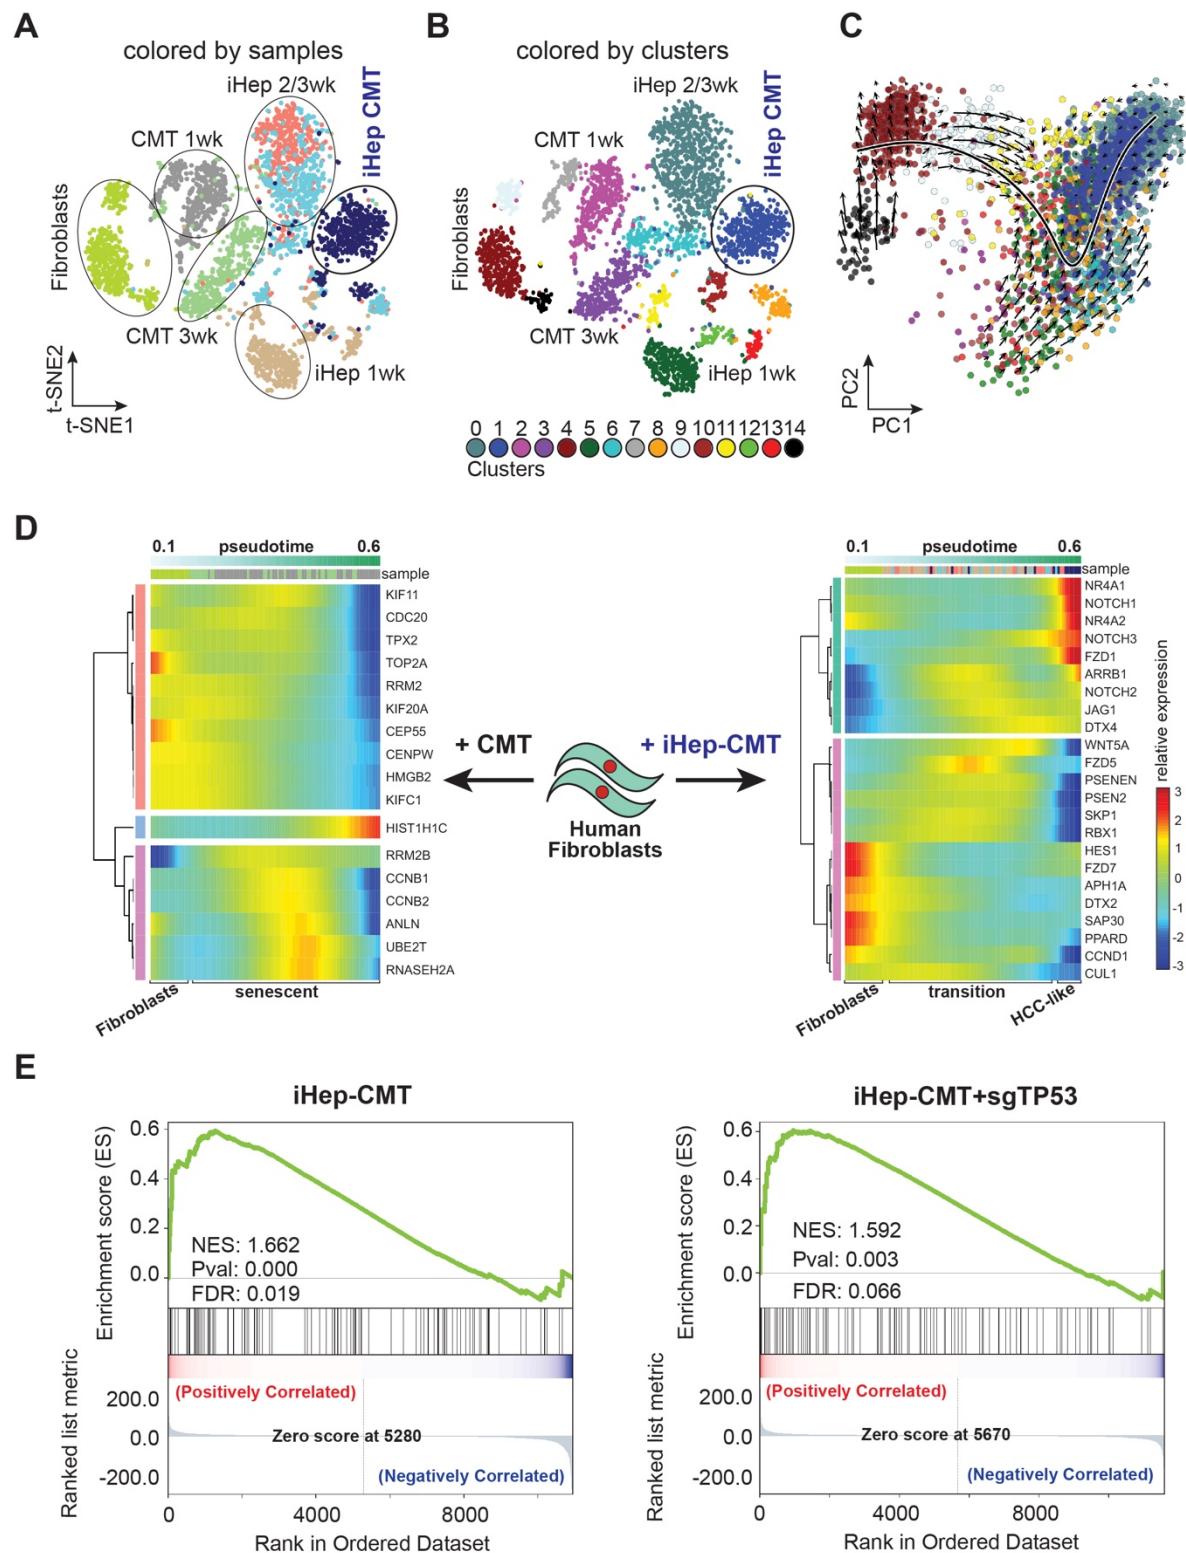 A
colored by samples
iHep 2/3wk
CMT 1wk
iHep CMT
Fibroblasts
CMT 3wk
iHep 1wk
t-SNE2
t-SNE1
B
colored by clusters
iHep 2/3wk
CMT 1wk
iHep CMT
Fibroblasts
CMT 3wk
iHep 1wk
0 1 2 3 4 5 6 7 8 9 10 11 12 13 14
Clusters
C
PC2
PC1
D
0.1 pseudotime 0.6
sample
KIF11
CDC20
TPX2
TOP2A
RRM2
KIF20A
CEP55
CENPW
HMGB2
KIFC1
HIST1H1C
RRM2B
CCNB1
CCNB2
ANLN
UBE2T
RNASEH2A
Fibroblasts
senescent
+ CMT
+ iHep-CMT
Human
Fibroblasts
0.1 pseudotime 0.6
sample
NR4A1
NOTCH1
NR4A2
NOTCH3
FZD1
ARRB1
NOTCH2
JAG1
DTX4
WNT5A
FZD5
PSENEN
PSEN2
SKP1
RBX1
HES1
FZD7
APH1A
DTX2
SAP30
PPARD
CCND1
CUL1
Fibroblasts
transition
HCC-like
relative expression
3
2
1
0
-1
-2
-3
E
iHep-CMT
Enrichment score (ES)
0.6
0.4
0.2
0.0
NES: 1.662
Pval: 0.000
FDR: 0.019
Ranked list metric
(Positively Correlated)
200.0
0.0
-200.0
Zero score at 5280
(Negatively Correlated)
0 4000 8000
Rank in Ordered Dataset
iHep-CMT+sgTP53
Enrichment score (ES)
0.6
0.4
0.2
0.0
NES: 1.592
Pval: 0.003
FDR: 0.066
Ranked list metric
(Positively Correlated)
200.0
0.0
-200.0
Zero score at 5670
(Negatively Correlated)
0 4000 8000
Rank in Ordered Dataset